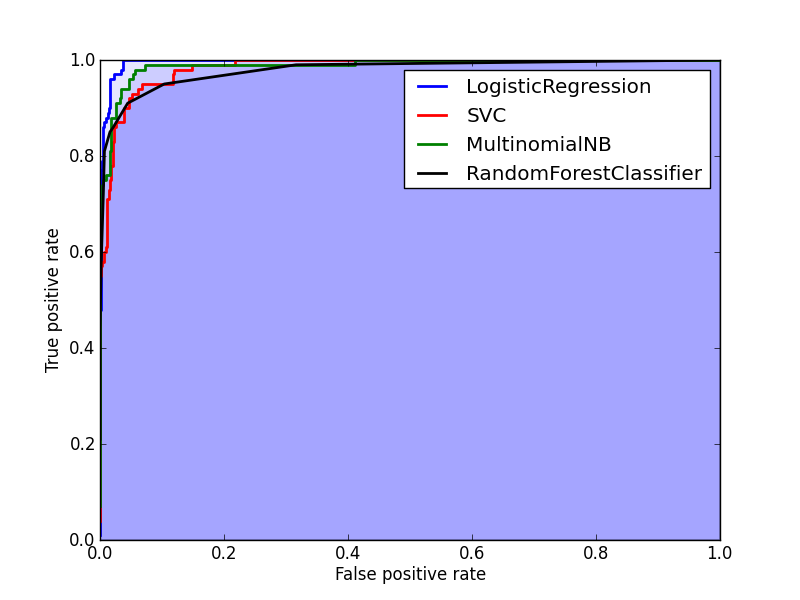 1.0
0.8
0.6
0.4
0.2
0.0
True positive rate
LogisticRegression
SVC
MultinomialNB
RandomForestClassifier
0.0 0.2 0.4 0.6 0.8 1.0
False positive rate